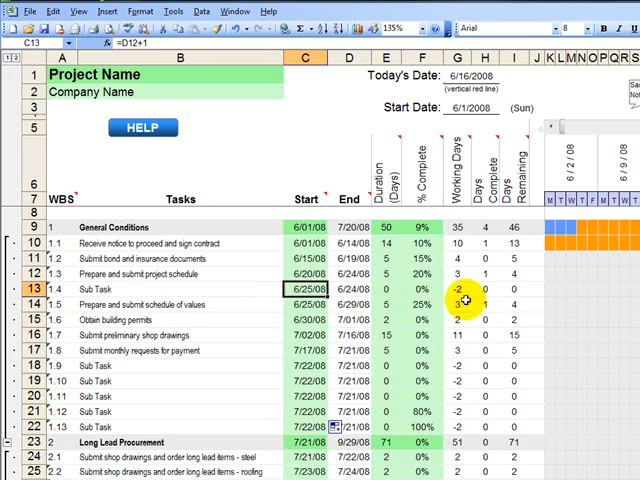 File Edit View Insert Format Tools Data Window Help
135% Arial 8 B
C13 fx =D12+1
1 2 A B C D E F G H I K L M N O P Q R S
1 Project Name Today's Date: 6/16/2008
2 Company Name (vertical red line)
3 Start Date: 6/1/2008 (Sun)
5 HELP
6 Duration (Days) % Complete Working Days Days Complete Days Remaining 6 / 2 / 08 6 / 9 / 08
7 WBS Tasks Start End M T W T F M T W
8
9 1 General Conditions 6/01/08 7/20/08 50 9% 35 4 46
10 1.1 Receive notice to proceed and sign contract 6/01/08 6/14/08 14 10% 10 1 13
11 1.2 Submit bond and insurance documents 6/15/08 6/19/08 5 15% 4 0 5
12 1.3 Prepare and submit project schedule 6/20/08 6/24/08 5 20% 3 1 4
13 1.4 Sub Task 6/25/08 6/24/08 0 0% -2 0 0
14 1.5 Prepare and submit schedule of values 6/25/08 6/29/08 5 25% 3 1 4
15 1.6 Obtain building permits 6/30/08 7/01/08 2 0% 2 0 2
16 1.7 Submit preliminary shop drawings 7/02/08 7/16/08 15 0% 11 0 15
17 1.8 Submit monthly requests for payment 7/17/08 7/21/08 5 0% 3 0 5
18 1.9 Sub Task 7/22/08 7/21/08 0 0% -2 0 0
19 1.10 Sub Task 7/22/08 7/21/08 0 0% -2 0 0
20 1.11 Sub Task 7/22/08 7/21/08 0 0% -2 0 0
21 1.12 Sub Task 7/22/08 7/21/08 0 80% -2 0 0
22 1.13 Sub Task 7/22/08 7/21/08 0 100% -2 0 0
23 2 Long Lead Procurement 7/21/08 9/29/08 71 0% 51 0 71
24 2.1 Submit shop drawings and order long lead items - steel 7/21/08 7/22/08 2 0% 2 0 2
25 2.2 Submit shop drawings and order long lead items - roofing 7/23/08 7/24/08 2 0% 2 0 2